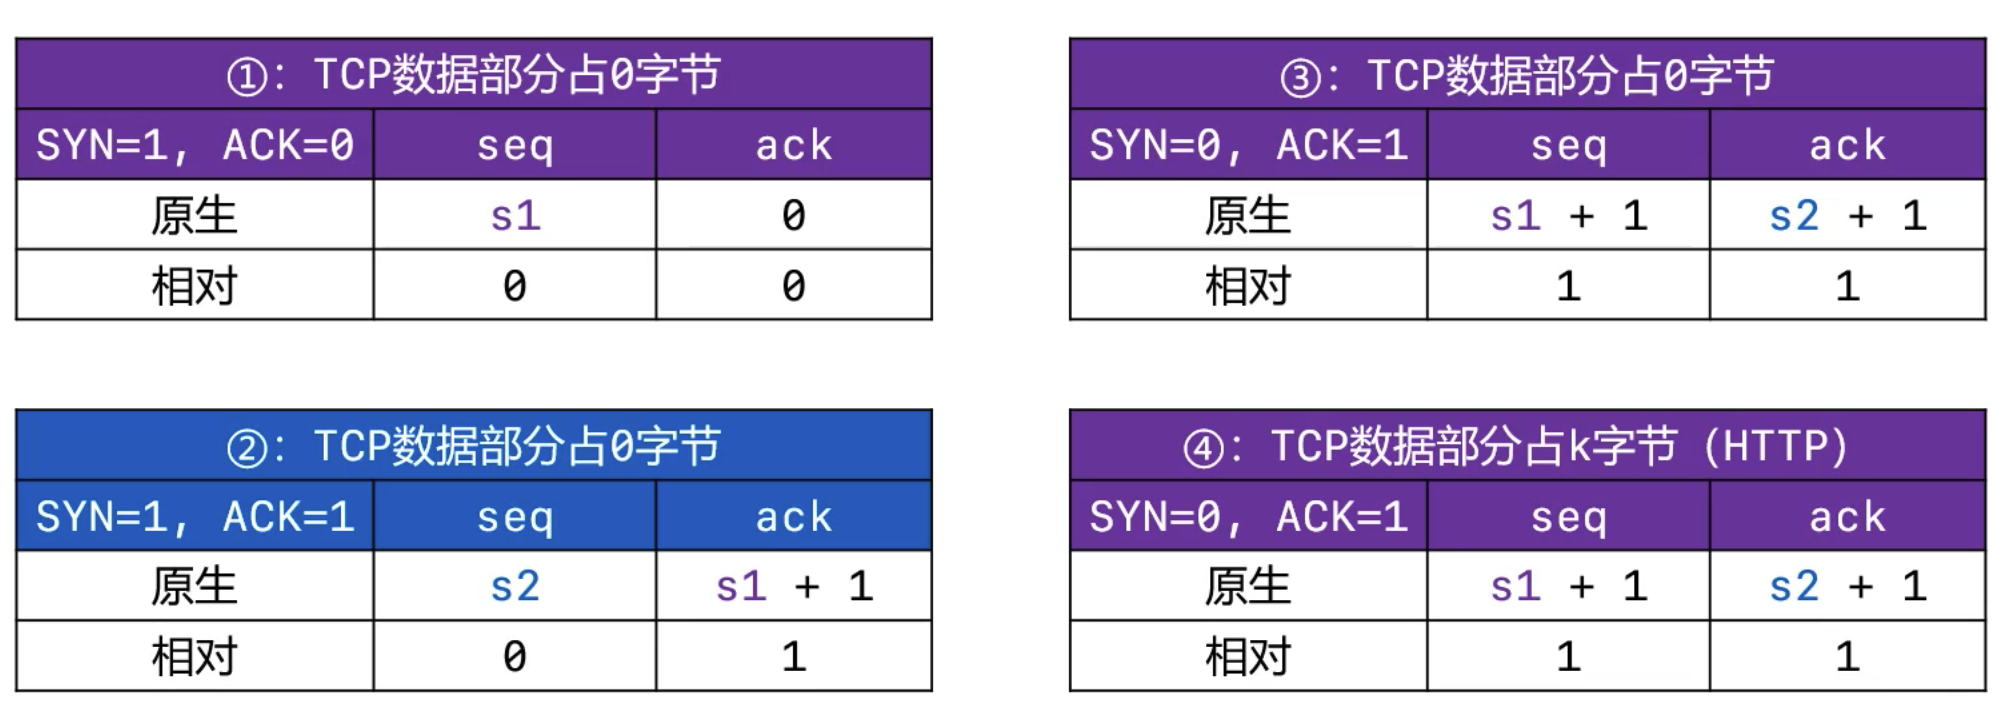 ①：TCP数据部分占0字节
SYN=1, ACK=0 seq ack
原生 s1 0
相对 0 0
②：TCP数据部分占0字节
SYN=1, ACK=1 seq ack
原生 s2 s1 + 1
相对 0 1
③：TCP数据部分占0字节
SYN=0, ACK=1 seq ack
原生 s1 + 1 s2 + 1
相对 1 1
④：TCP数据部分占k字节（HTTP）
SYN=0, ACK=1 seq ack
原生 s1 + 1 s2 + 1
相对 1 1